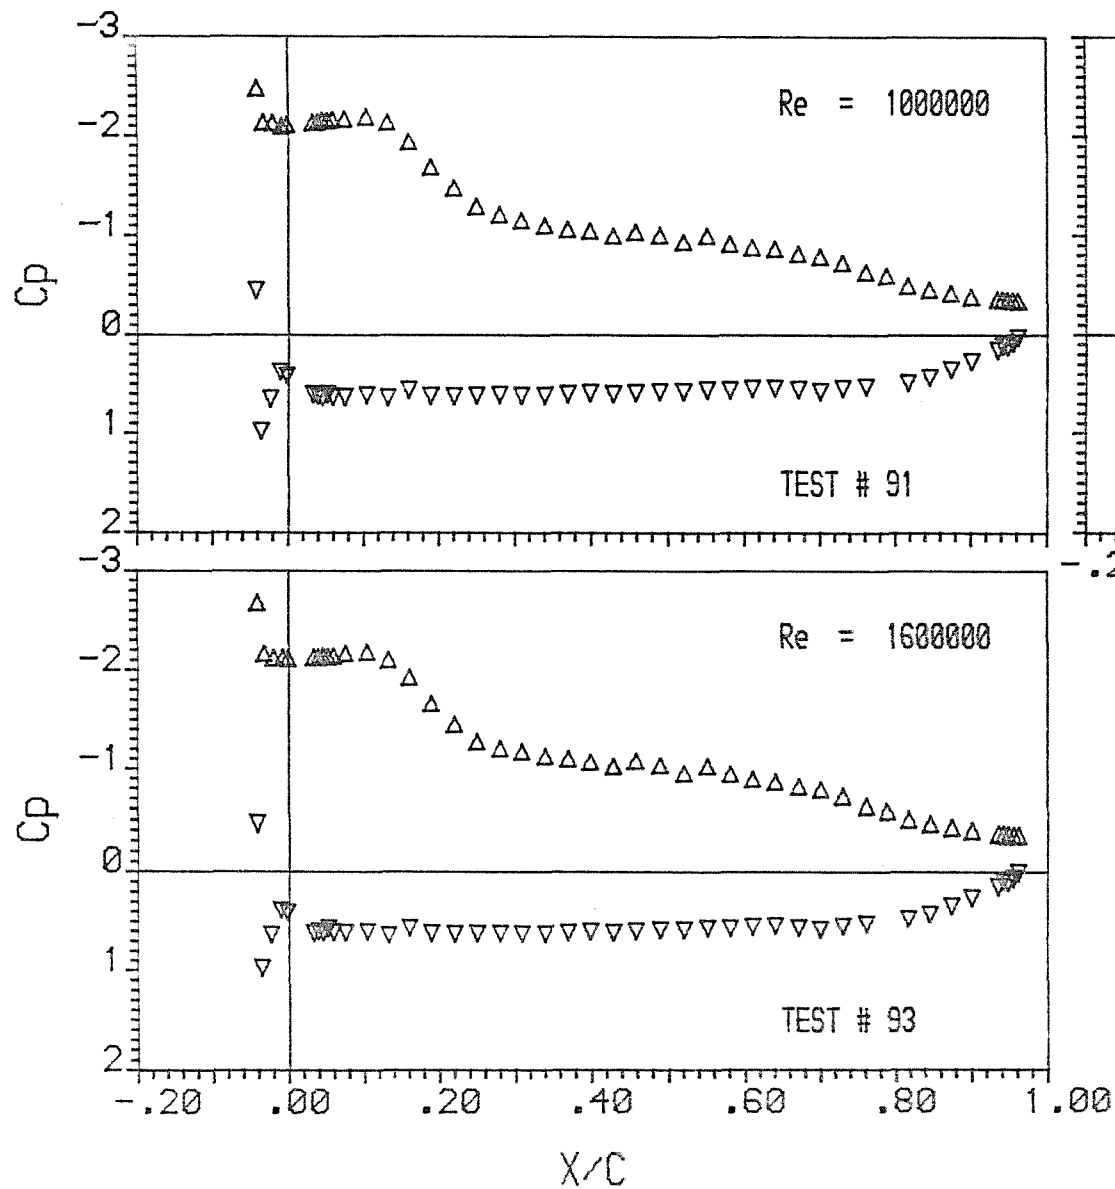 -3
Re = 1000000
-2
-1
Cp
0
1
TEST # 91
2
-3
-.2
Re = 1600000
-2
-1
Cp
0
1
TEST # 93
2
-.20 .00 .20 .40 .60 .80 1.00
X/C